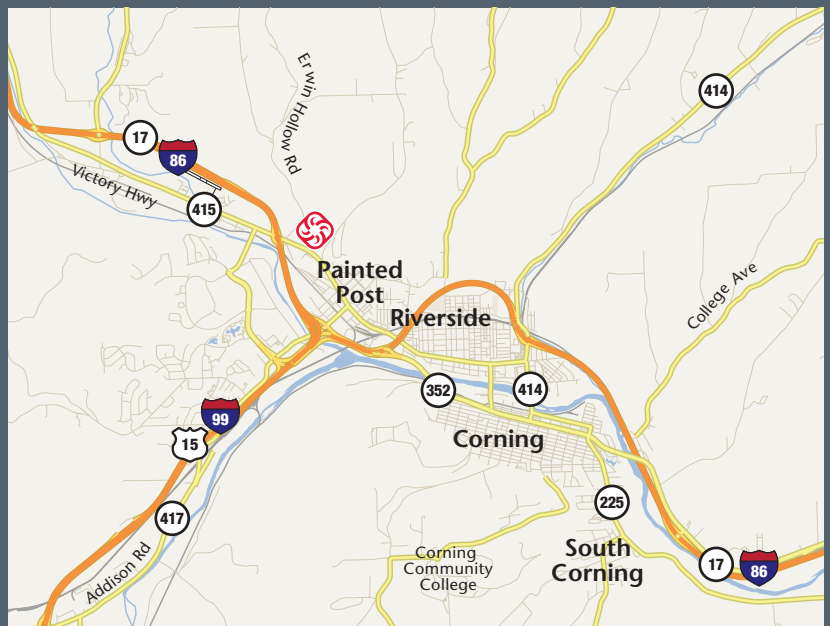 Erwin Hollow Rd
414
17
86
Victory Hwy
415
Painted
Post
College Ave
Riverside
352
414
99
15
Corning
417
225
Addison Rd
Corning
Community
College
South
Corning
17
86